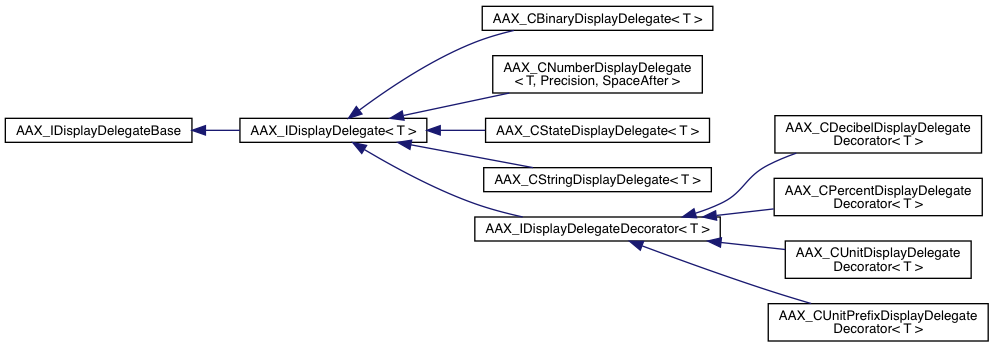 AAX_CBinaryDisplayDelegate< T >
AAX_CNumberDisplayDelegate
< T, Precision, SpaceAfter >
AAX_IDisplayDelegateBase
AAX_IDisplayDelegate< T >
AAX_CStateDisplayDelegate< T >
AAX_CStringDisplayDelegate< T >
AAX_IDisplayDelegateDecorator< T >
AAX_CDecibelDisplayDelegate
Decorator< T >
AAX_CPercentDisplayDelegate
Decorator< T >
AAX_CUnitDisplayDelegate
Decorator< T >
AAX_CUnitPrefixDisplayDelegate
Decorator< T >